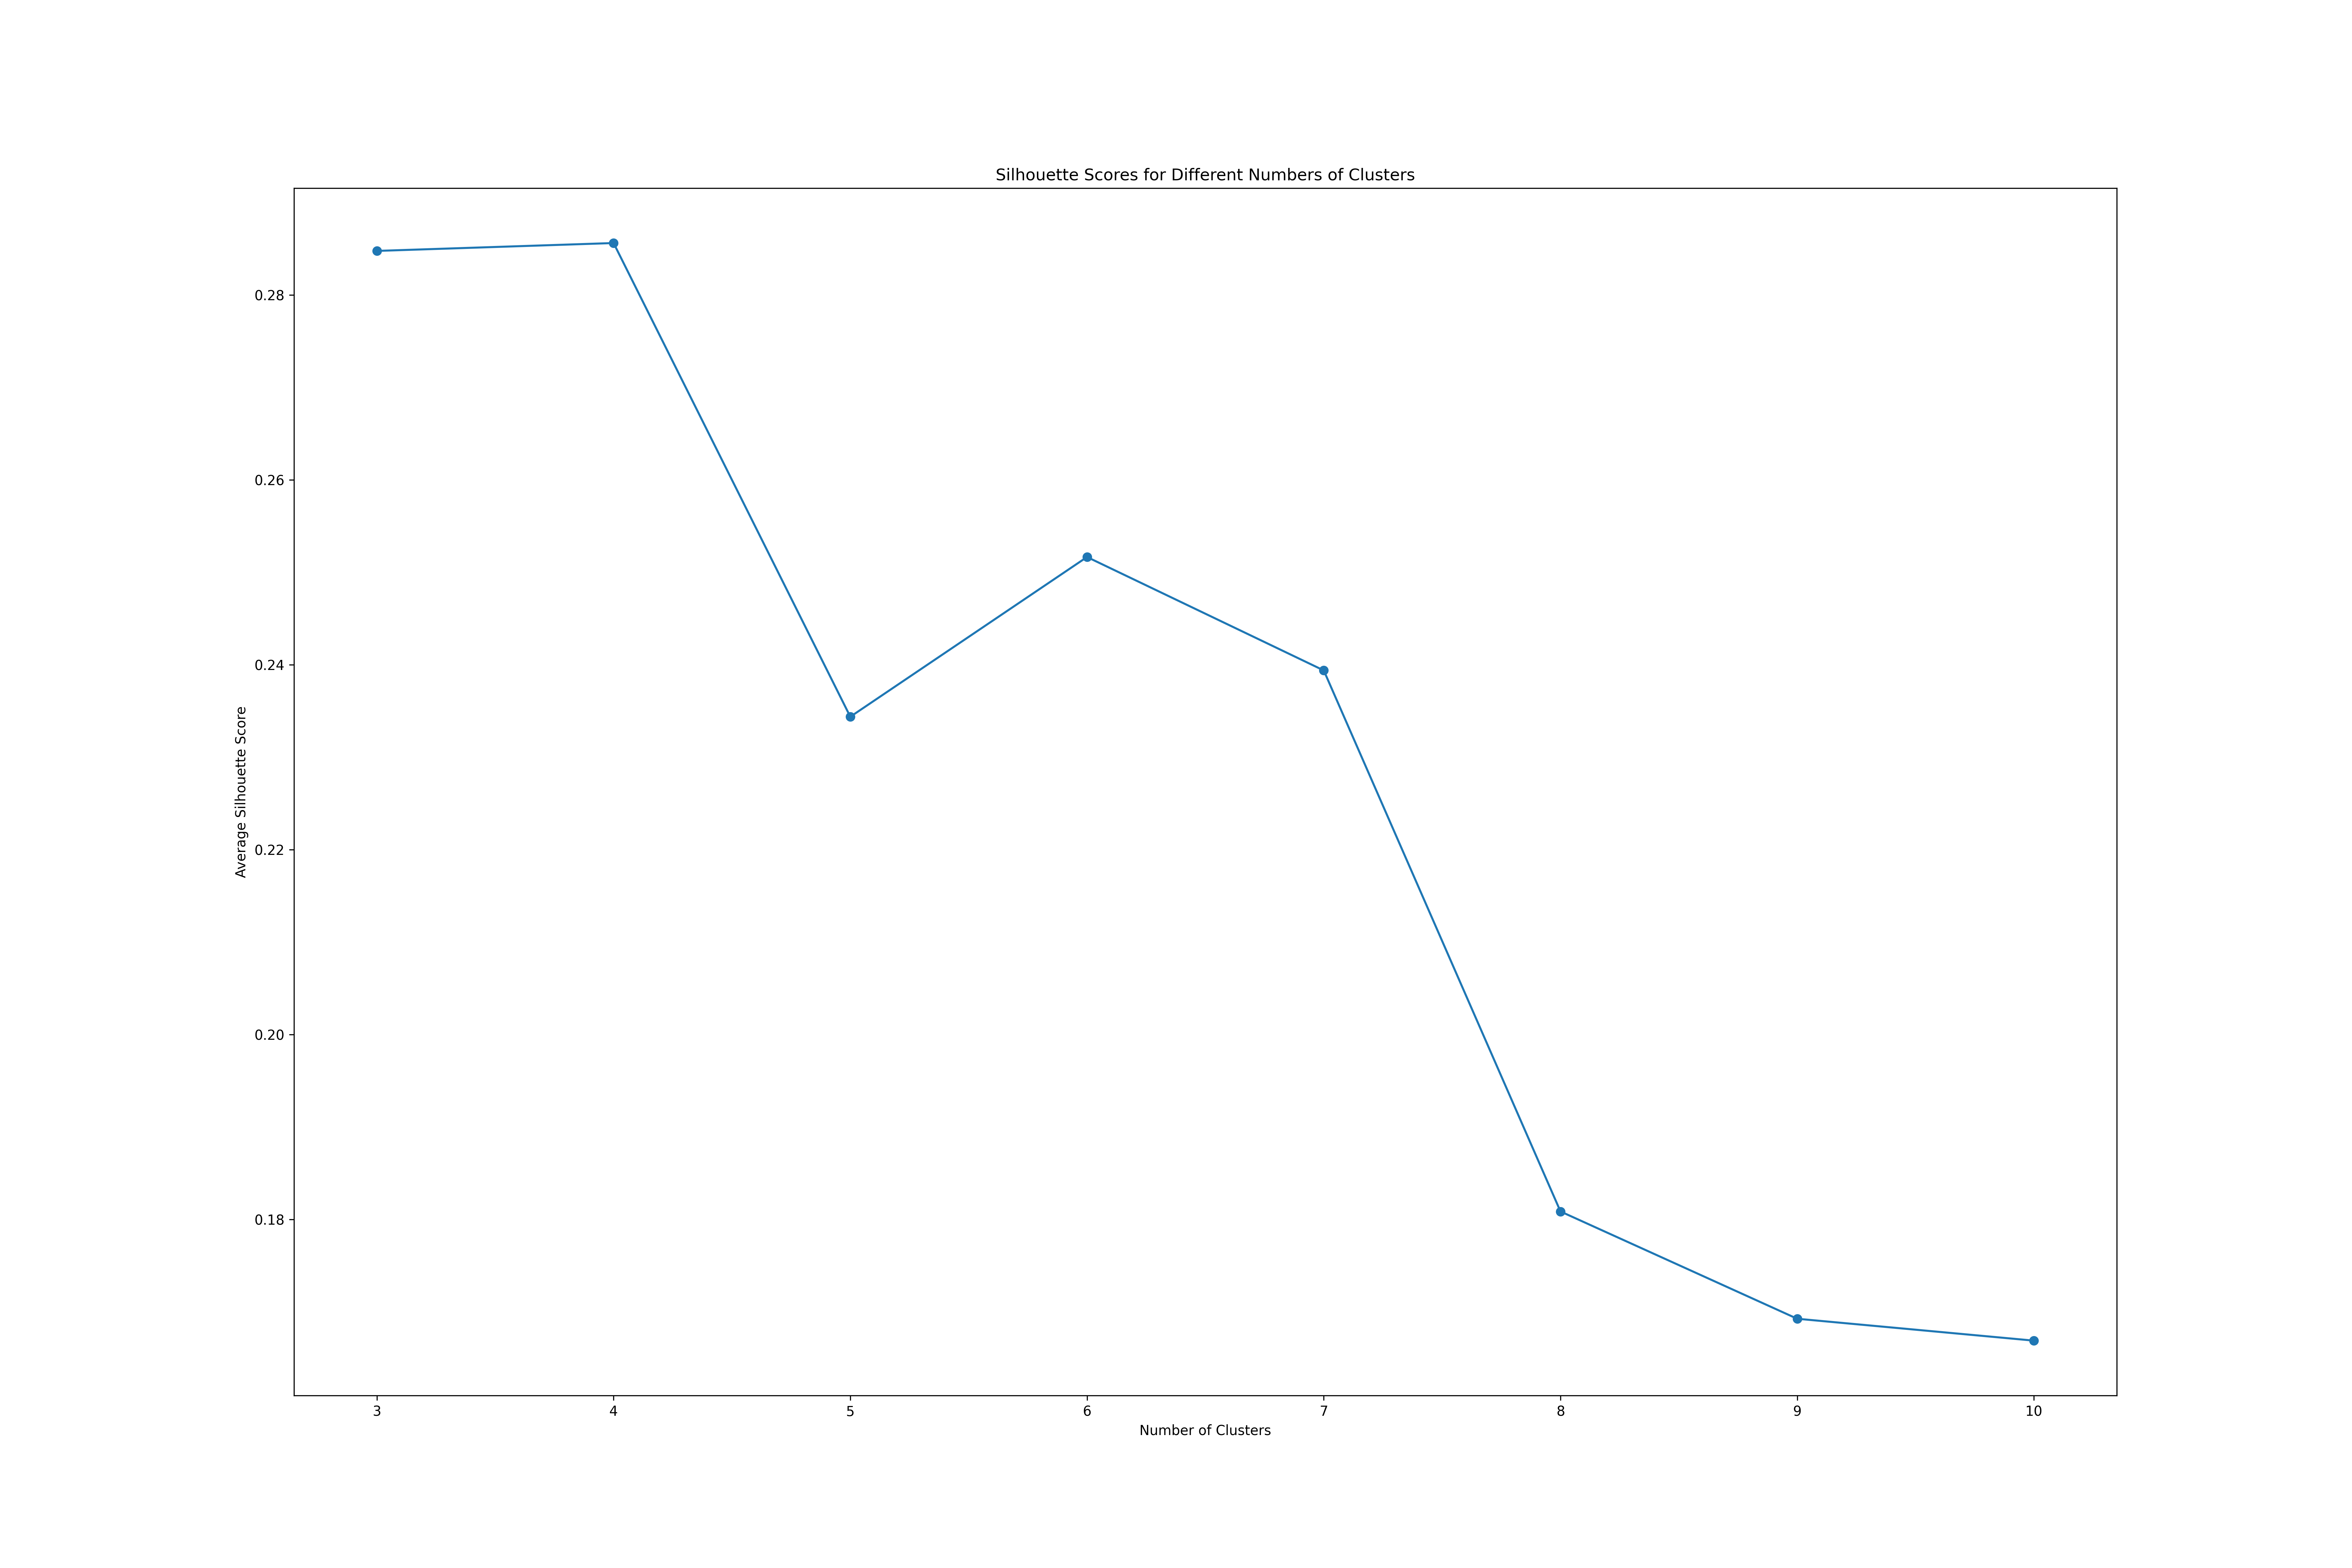 Silhouette Scores for Different Numbers of Clusters
0.28
0.26
0.24
0.22
0.20
0.18
Average Silhouette Score
3 4 5 6 7 8 9 10
Number of Clusters